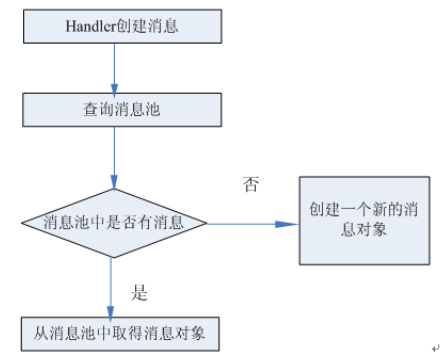 Handler创建消息
查询消息池
消息池中是否有消息
否
创建一个新的消
息对象
是
从消息池中取得消息对象